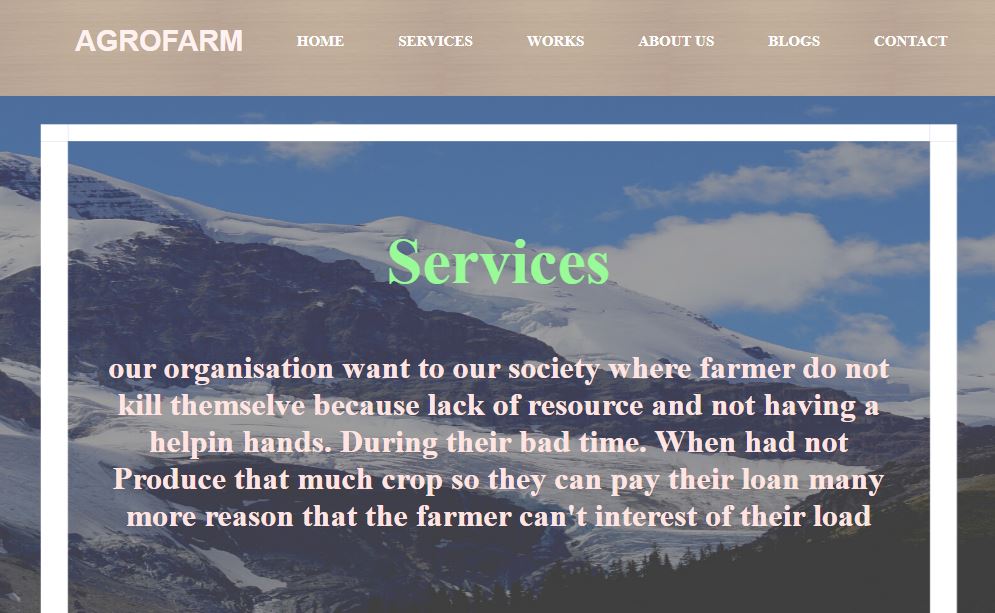 AGROFARM HOME SERVICES WORKS ABOUT US BLOGS CONTACT
Services
our organisation want to our society where farmer do not
kill themselve because lack of resource and not having a
helpin hands. During their bad time. When had not
Produce that much crop so they can pay their loan many
more reason that the farmer can't interest of their load